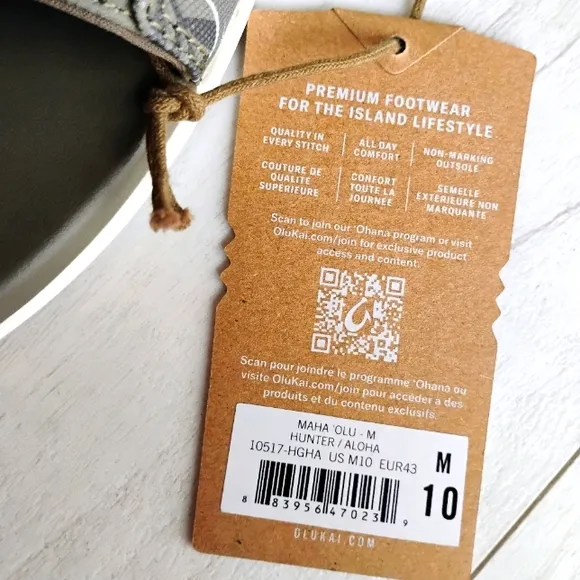 PREMIUM FOOTWEAR
FOR THE ISLAND LIFESTYLE
QUALITY IN
EVERY STITCH
ALL DAY
COMFORT
NON-MARKING
OUTSOLE
COUTURE DE
QUALITE
SUPERIEURE
CONFORT
TOUTE LA
JOURNÉE
SEMELLE
EXTÉRIEURE NON
MARQUANTE
Scan to join our 'Ohana program or visit
OluKai.com/join for exclusive product
access and content.
Scan pour joindre le programme 'Ohana ou
visite OluKai.com/join pour accéder a des
produits et du contenu exclusifs.
MAHA 'OLU - M
HUNTER / ALOHA
10517-HGHA US M10 EUR43
M
10
8 83956 47023 9
OLUKAI.COM